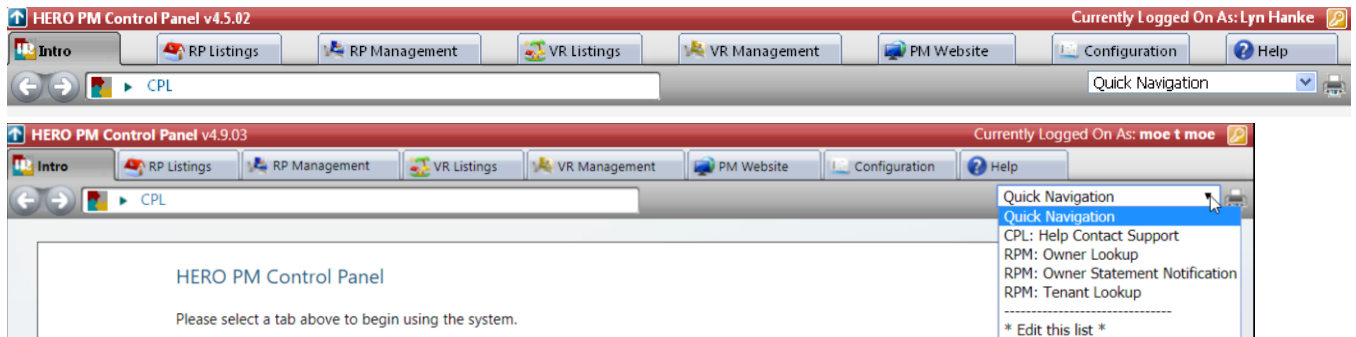 HERO PM Control Panel v4.5.02 Currently Logged On As: Lyn Hanke
Intro RP Listings RP Management VR Listings VR Management PM Website Configuration Help
CPL Quick Navigation
HERO PM Control Panel v4.9.03 Currently Logged On As: moe t moe
Intro RP Listings RP Management VR Listings VR Management PM Website Configuration Help
CPL Quick Navigation
Quick Navigation
CPL: Help Contact Support
RPM: Owner Lookup
RPM: Owner Statement Notification
RPM: Tenant Lookup
------------------------------
* Edit this list *
HERO PM Control Panel
Please select a tab above to begin using the system.